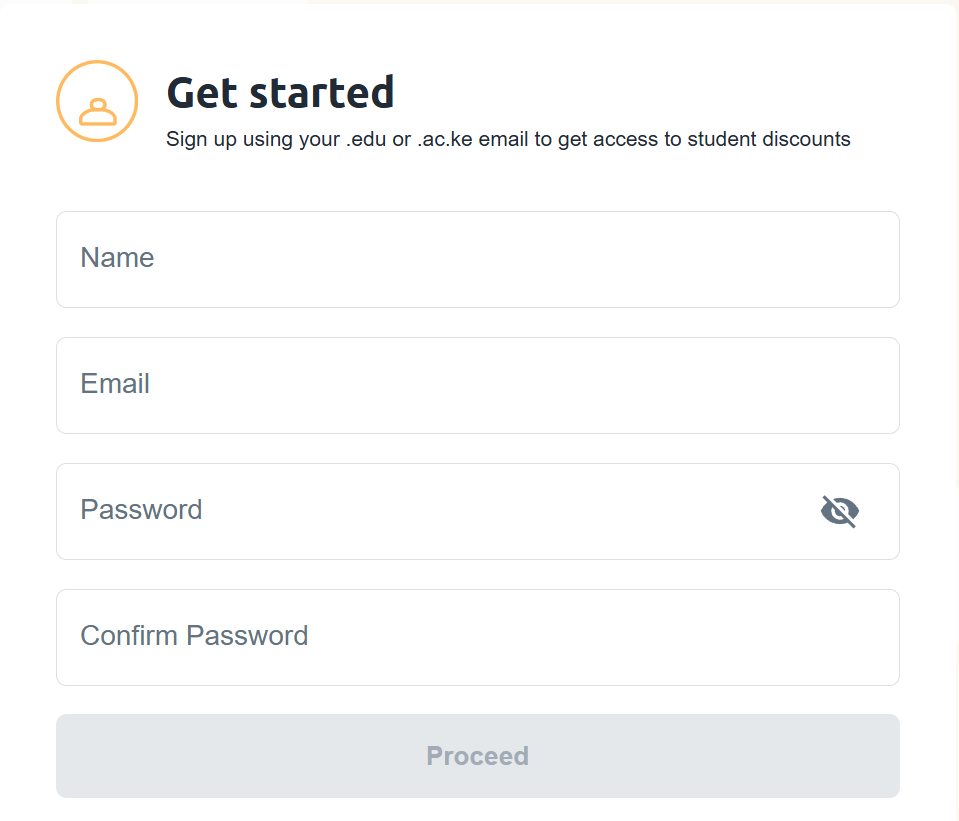 Get started
Sign up using your .edu or .ac.ke email to get access to student discounts
Name
Email
Password
Confirm Password
Proceed